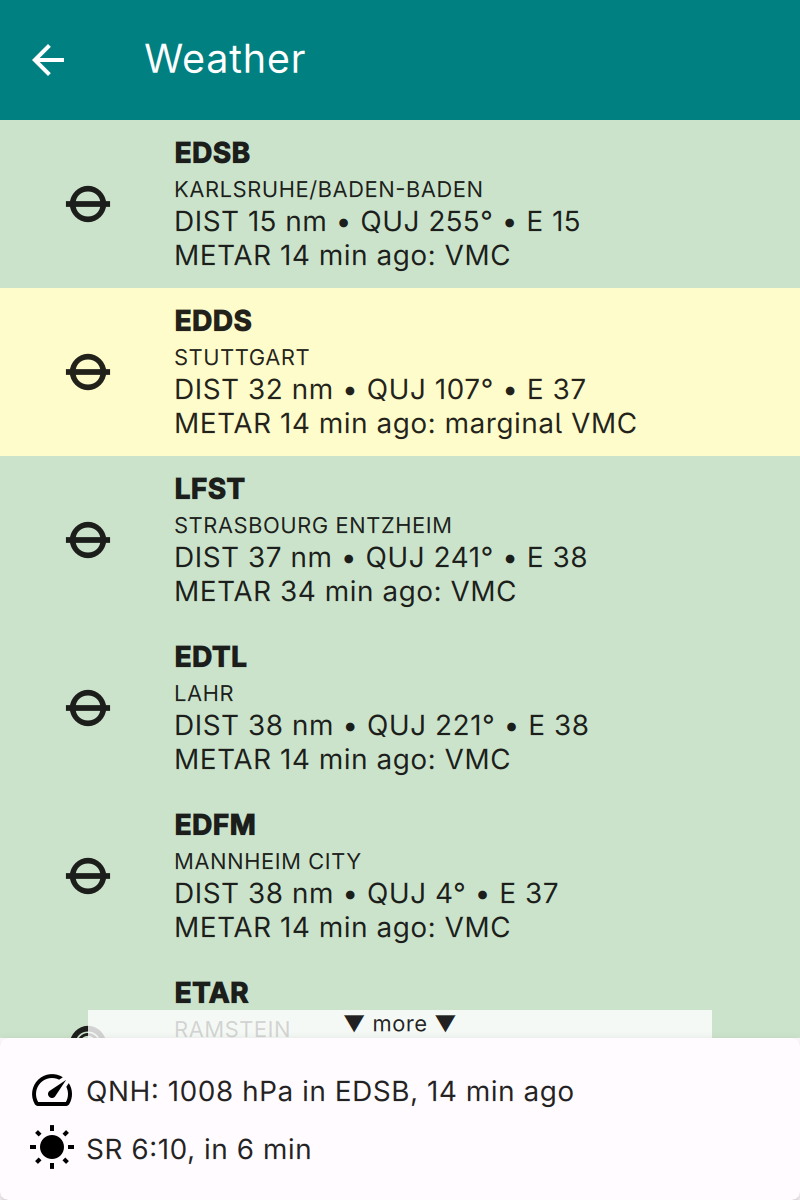 Weather
EDSB
KARLSRUHE/BADEN-BADEN
DIST 15 nm • QUJ 255° • E 15
METAR 14 min ago: VMC
EDDS
STUTTGART
DIST 32 nm • QUJ 107° • E 37
METAR 14 min ago: marginal VMC
LFST
STRASBOURG ENTZHEIM
DIST 37 nm • QUJ 241° • E 38
METAR 34 min ago: VMC
EDTL
LAHR
DIST 38 nm • QUJ 221° • E 38
METAR 14 min ago: VMC
EDFM
MANNHEIM CITY
DIST 38 nm • QUJ 4° • E 37
METAR 14 min ago: VMC
ETAR
RAMSTEIN
▼ more ▼
QNH: 1008 hPa in EDSB, 14 min ago
SR 6:10, in 6 min